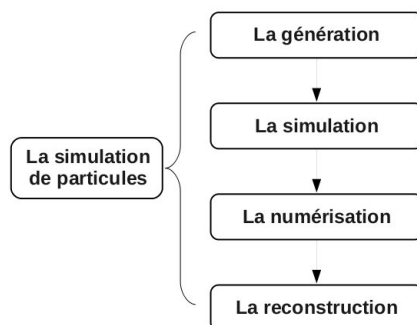 La génération
La simulation
La simulation
de particules
La numérisation
La reconstruction